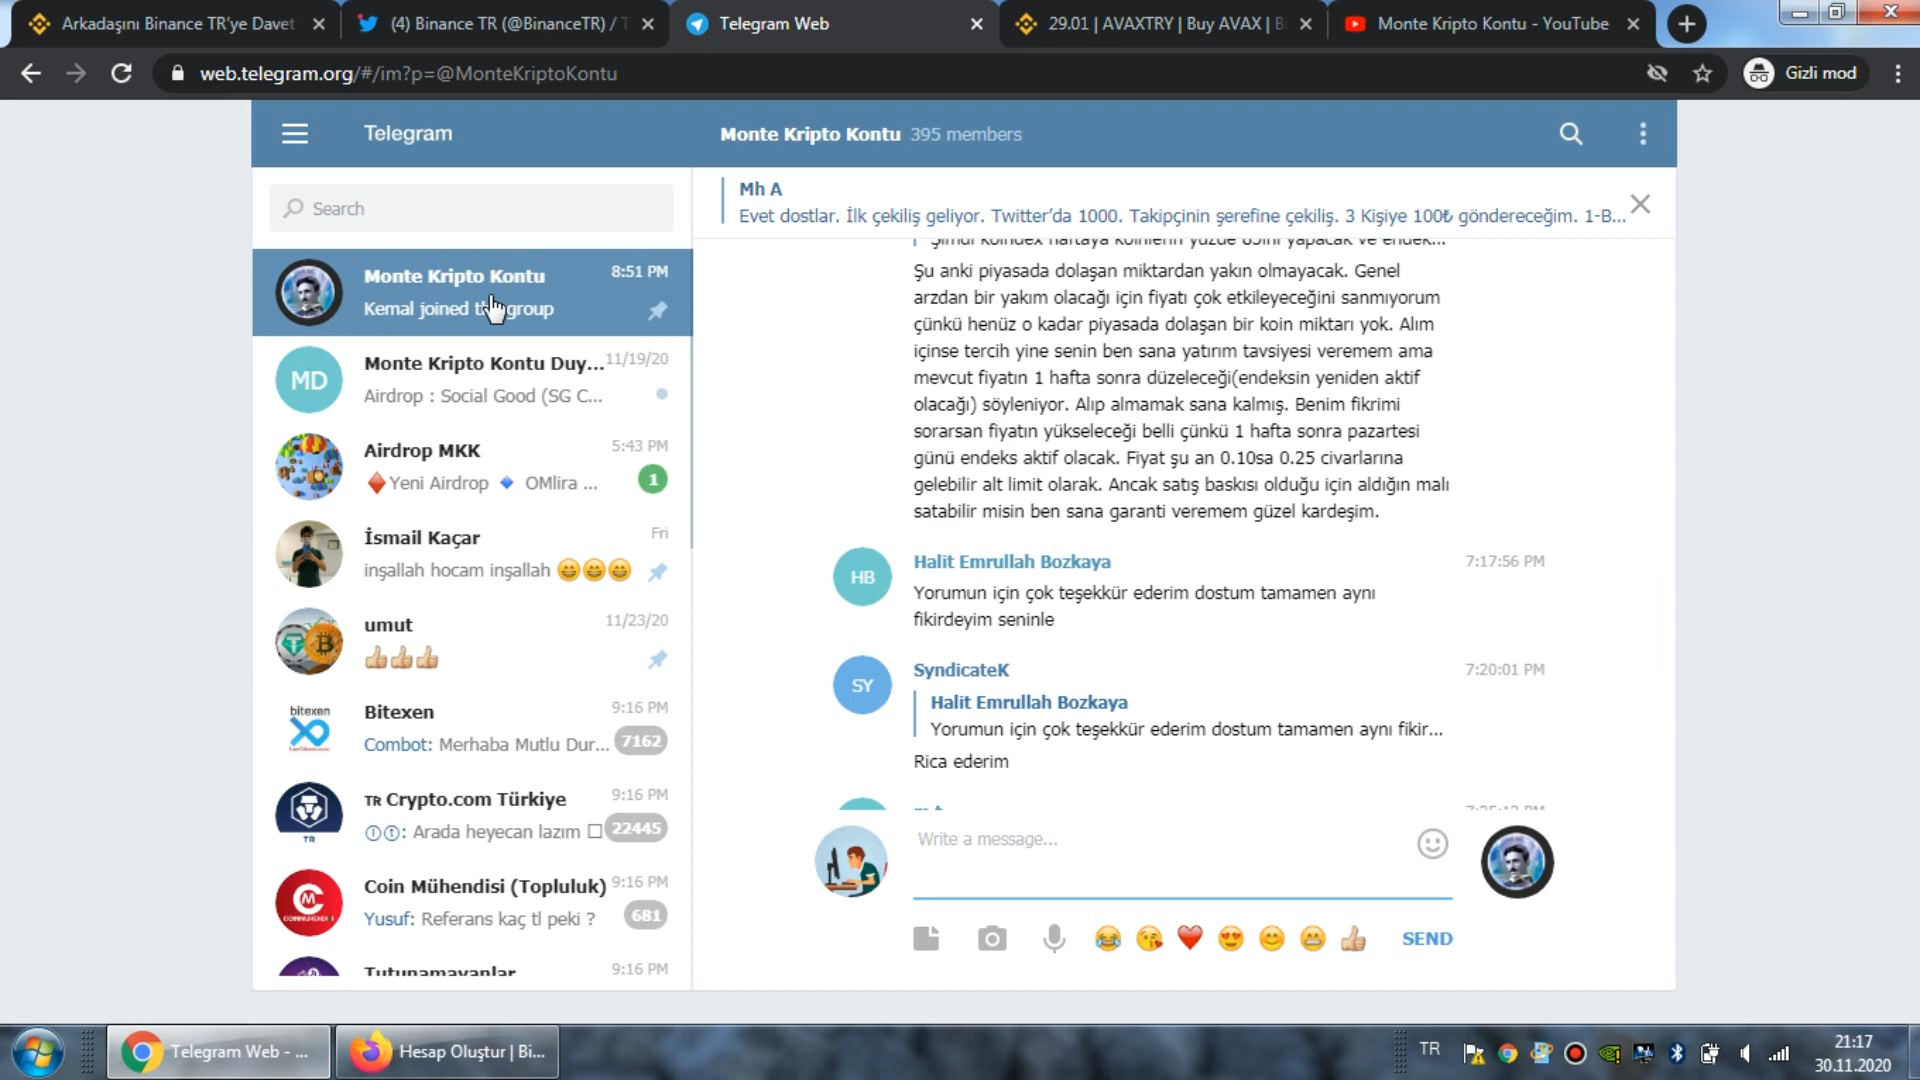 Arkadaşını Binance TR'ye Davet
(4) Binance TR (@BinanceTR) / T
Telegram Web
29.01 | AVAXTRY | Buy AVAX | B
Monte Kripto Kontu - YouTube
web.telegram.org/#/im?p=@MonteKriptoKontu
Gizli mod
Telegram
Monte Kripto Kontu 395 members
Search
Mh A
Evet dostlar. İlk çekiliş geliyor. Twitter'da 1000. Takipçinin şerefine çekiliş. 3 Kişiye 100₺ göndereceğim. 1-B...
Monte Kripto Kontu 8:51 PM
Kemal joined the group
Monte Kripto Kontu Duy... 11/19/20
MD
Airdrop : Social Good (SG C...
Airdrop MKK 5:43 PM
Yeni Airdrop OMlira ... 1
İsmail Kaçar Fri
inşallah hocam inşallah 😄😄😄
umut 11/23/20
👍👍👍
bitexen
Bitexen 9:16 PM
Combot: Merhaba Mutlu Dur... 7162
TR Crypto.com Türkiye 9:16 PM
TR
Arada heyecan lazım 22445
Coin Mühendisi (Topluluk) 9:16 PM
Yusuf: Referans kaç tl peki ? 681
Tutunamayanlar 9:16 PM
Şimdi koindex haftaya koinlerin yüzde 85ini yapacak ve endek...
Şu anki piyasada dolaşan miktardan yakın olmayacak. Genel
arzdan bir yakım olacağı için fiyatı çok etkileyeceğini sanmıyorum
çünkü henüz o kadar piyasada dolaşan bir koin miktarı yok. Alım
içinse tercih yine senin ben sana yatırım tavsiyesi veremem ama
mevcut fiyatın 1 hafta sonra düzeleceği(endeksin yeniden aktif
olacağı) söyleniyor. Alıp almamak sana kalmış. Benim fikrimi
sorarsan fiyatın yükseleceği belli çünkü 1 hafta sonra pazartesi
günü endeks aktif olacak. Fiyat şu an 0.10sa 0.25 civarlarına
gelebilir alt limit olarak. Ancak satış baskısı olduğu için aldığın malı
satabilir misin ben sana garanti veremem güzel kardeşim.
HB
Halit Emrullah Bozkaya 7:17:56 PM
Yorumun için çok teşekkür ederim dostum tamamen aynı
fikirdeyim seninle
SY
SyndicateK 7:20:01 PM
Halit Emrullah Bozkaya
Yorumun için çok teşekkür ederim dostum tamamen aynı fikir...
Rica ederim
Write a message...
SEND
Telegram Web - ...
Hesap Oluştur | Bi...
TR
21:17
30.11.2020